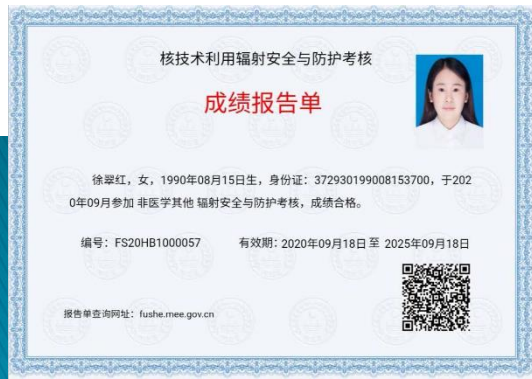 核技术利用辐射安全与防护考核
成绩报告单
徐翠红，女，1990年08月15日生，身份证：372930199008153700，于202
0年09月参加 非医学其他 辐射安全与防护考核，成绩合格。
编号：FS20HB1000057 有效期：2020年09月18日 至 2025年09月18日
报告单查询网址：fushe.mee.gov.cn